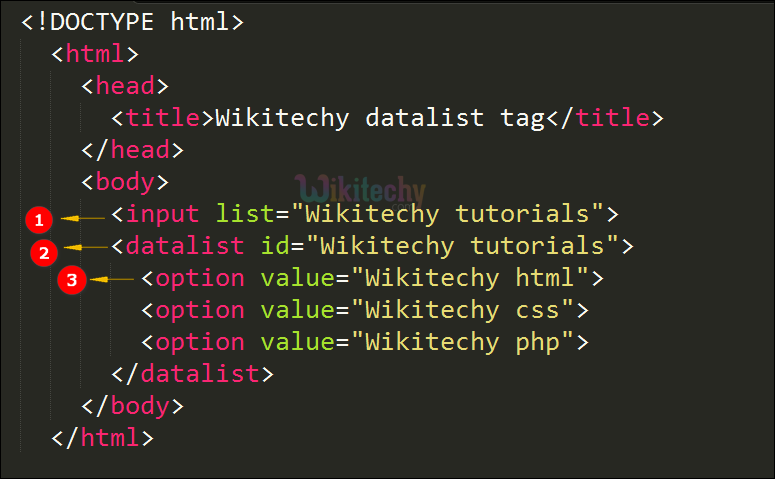 <!DOCTYPE html>
<html>
<head>
<title>Wikitechy datalist tag</title>
</head>
<body>
Wikitechy
.com
1 <input list="Wikitechy tutorials">
2 <datalist id="Wikitechy tutorials">
3 <option value="Wikitechy html">
<option value="Wikitechy css">
<option value="Wikitechy php">
</datalist>
</body>
</html>